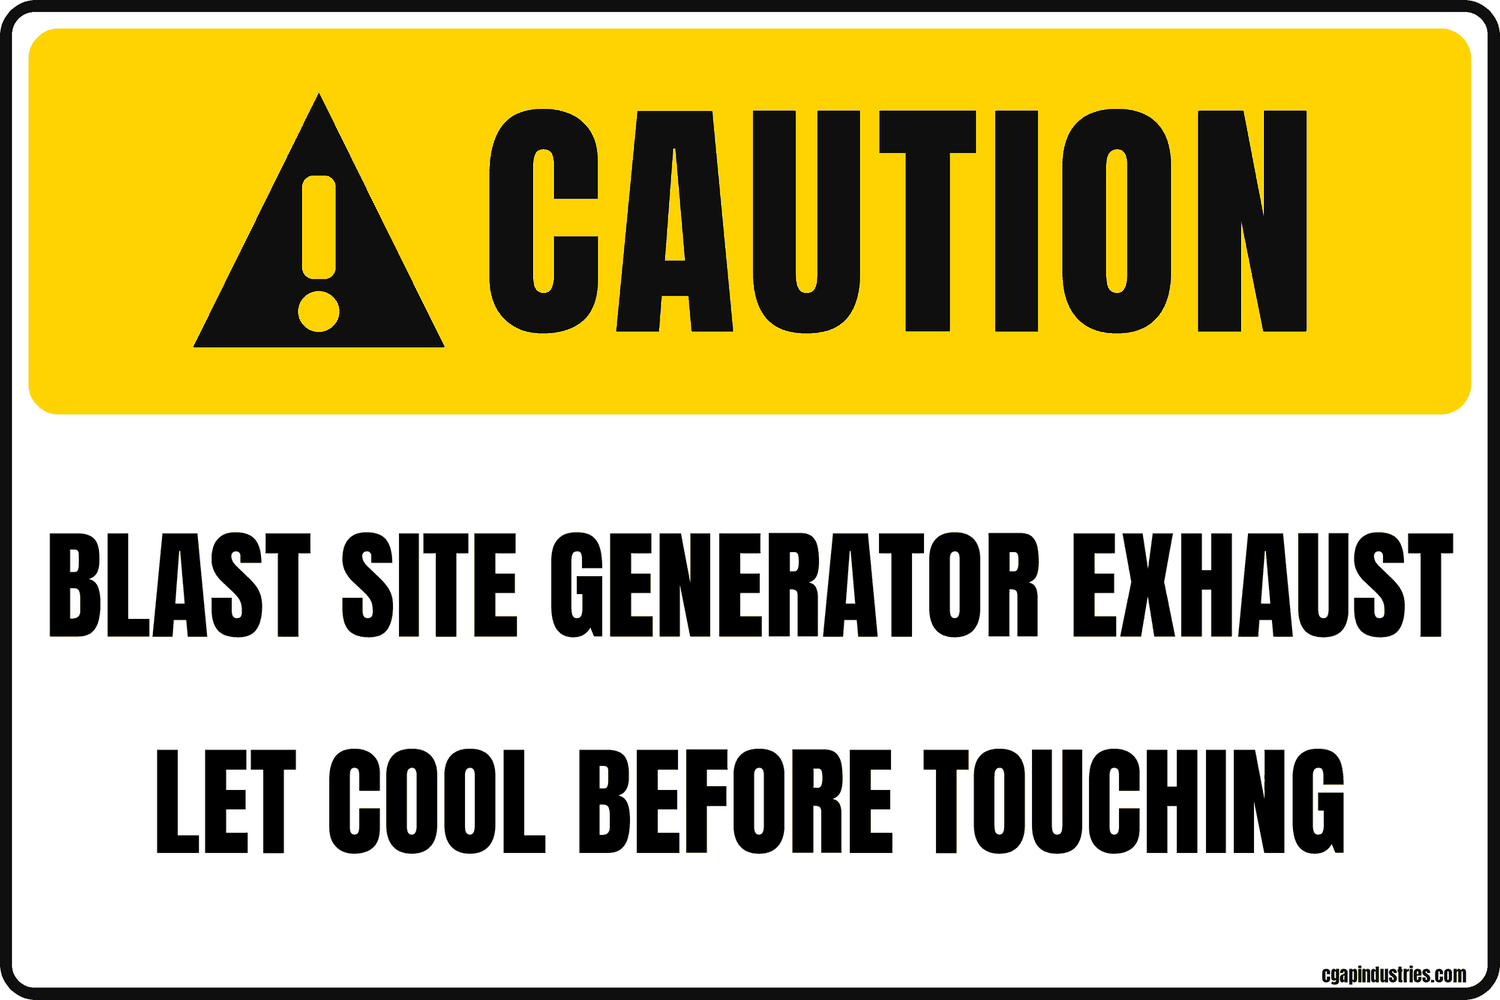 CAUTION
BLAST SITE GENERATOR EXHAUST
LET COOL BEFORE TOUCHING
cgapindustries.com